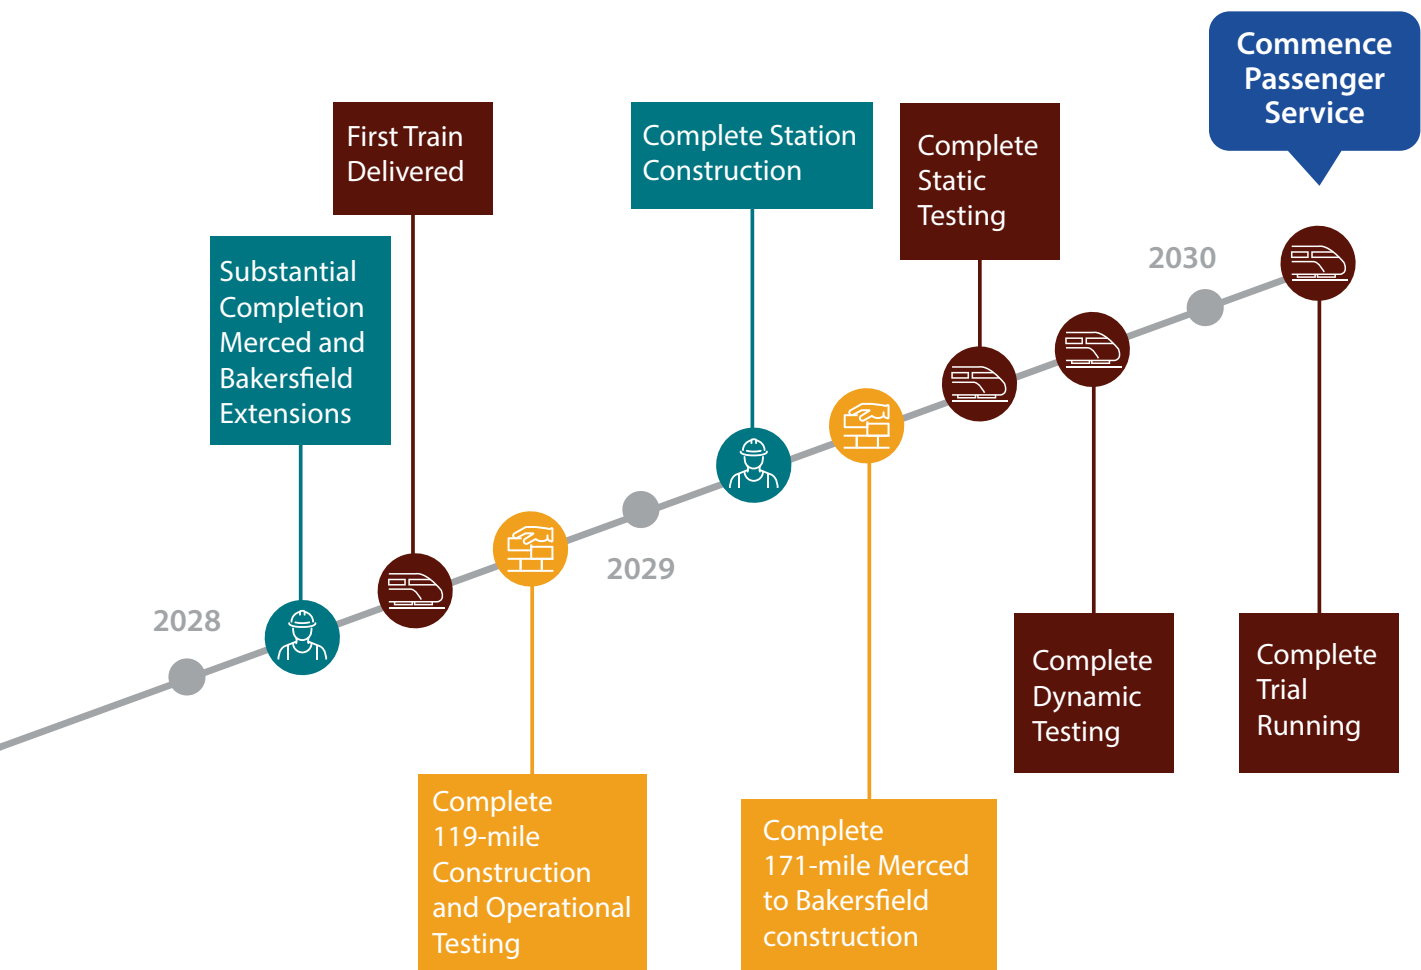 Commence
Passenger
Service
First Train
Delivered
Complete Station
Construction
Complete
Static
Testing
Substantial
Completion
Merced and
Bakersfield
Extensions
2030
2029
2028
Complete
119-mile
Construction
and Operational
Testing
Complete
171-mile Merced
to Bakersfield
construction
Complete
Dynamic
Testing
Complete
Trial
Running